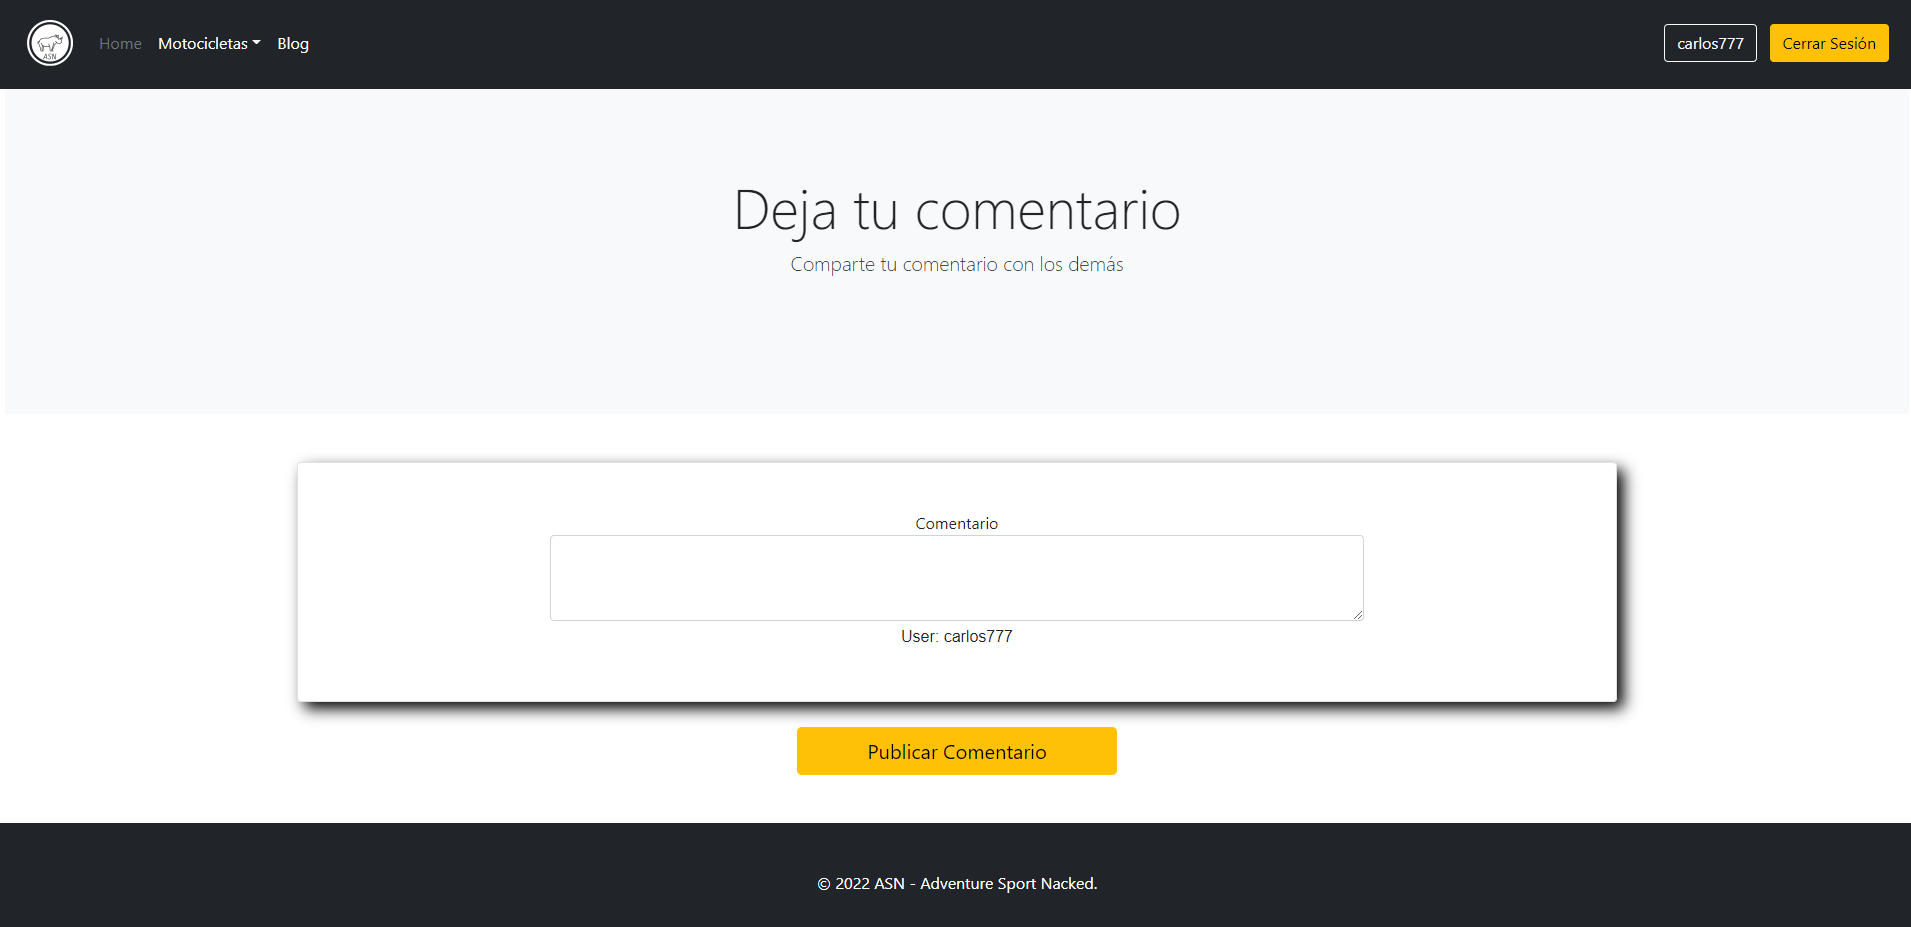 ASN
Home Motocicletas Blog
carlos777 Cerrar Sesión
Deja tu comentario
Comparte tu comentario con los demás
Comentario
User: carlos777
Publicar Comentario
© 2022 ASN - Adventure Sport Nacked.